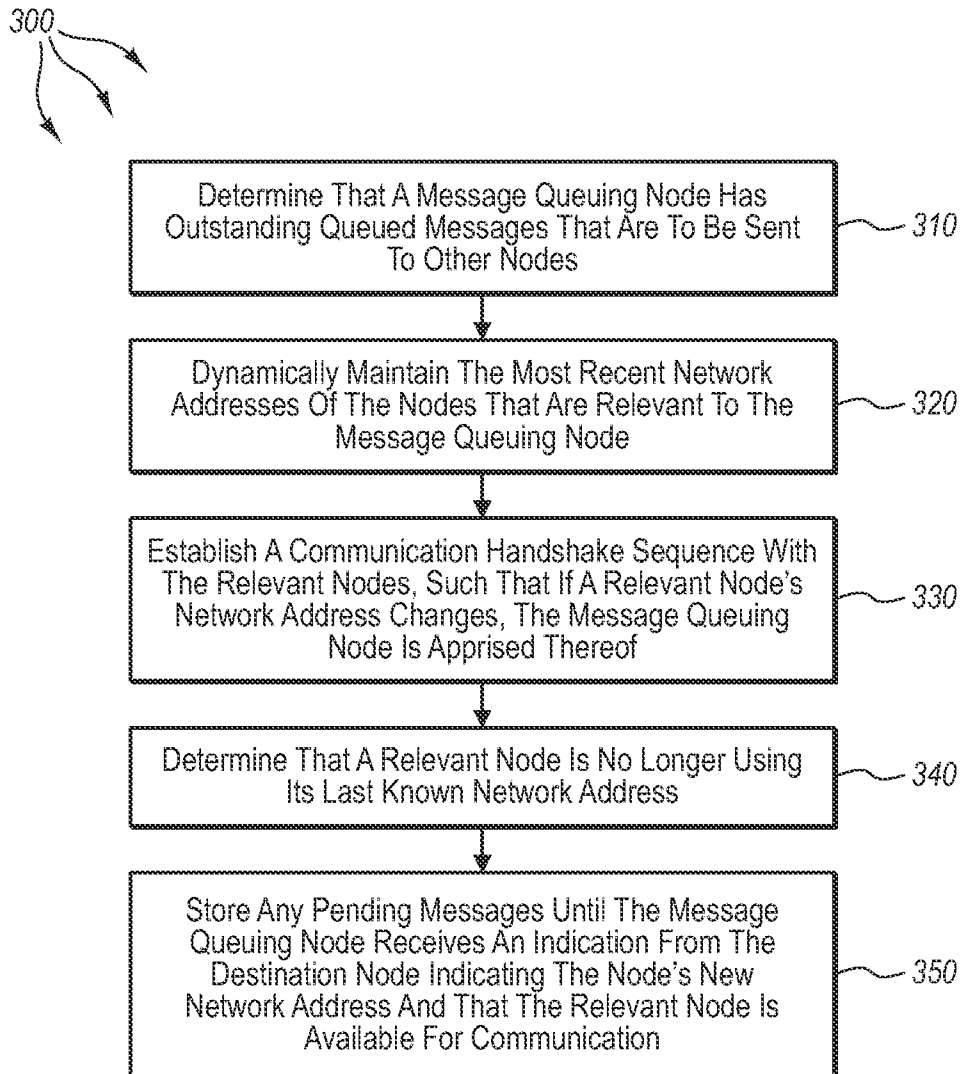 300
Determine That A Message Queuing Node Has
Outstanding Queued Messages That Are To Be Sent
To Other Nodes
310
Dynamically Maintain The Most Recent Network
Addresses Of The Nodes That Are Relevant To The
Message Queuing Node
320
Establish A Communication Handshake Sequence With
The Relevant Nodes, Such That If A Relevant Node's
Network Address Changes, The Message Queuing
Node Is Apprised Thereof
330
Determine That A Relevant Node Is No Longer Using
Its Last Known Network Address
340
Store Any Pending Messages Until The Message
Queuing Node Receives An Indication From The
Destination Node Indicating The Node's New
Network Address And That The Relevant Node Is
Available For Communication
350